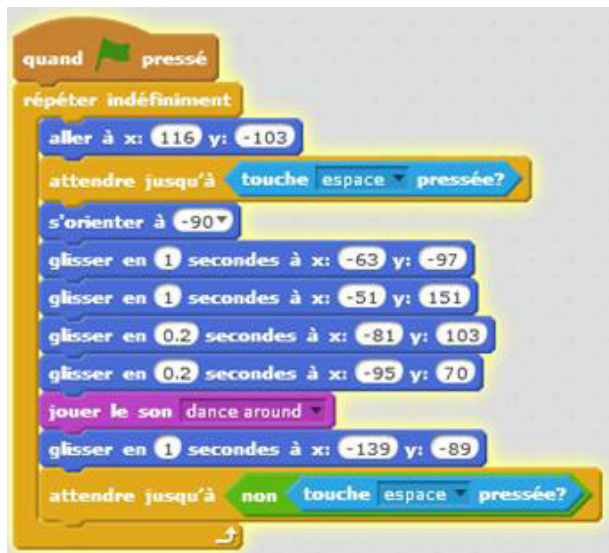 quand pressé
répéter indéfiniment
aller à x: 116 y: -103
attendre jusqu'à touche espace pressée?
s'orienter à -90
glisser en 1 secondes à x: -63 y: -97
glisser en 1 secondes à x: -51 y: 151
glisser en 0.2 secondes à x: -81 y: 103
glisser en 0.2 secondes à x: -95 y: 70
jouer le son dance around
glisser en 1 secondes à x: -139 y: -89
attendre jusqu'à non touche espace pressée?